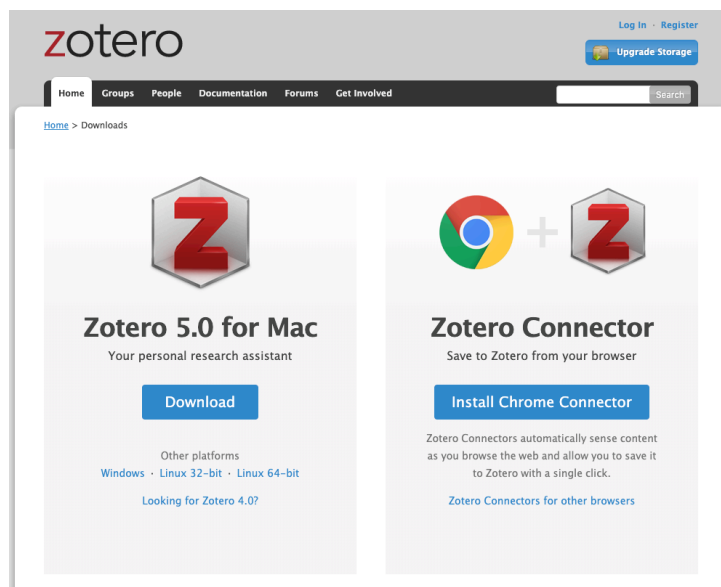 zotero
Log In · Register
Upgrade Storage
Home Groups People Documentation Forums Get Involved
Search
Home > Downloads
Z
Zotero 5.0 for Mac
Your personal research assistant
Download
Other platforms
Windows · Linux 32-bit · Linux 64-bit
Looking for Zotero 4.0?
+ Z
Zotero Connector
Save to Zotero from your browser
Install Chrome Connector
Zotero Connectors automatically sense content
as you browse the web and allow you to save it
to Zotero with a single click.
Zotero Connectors for other browsers